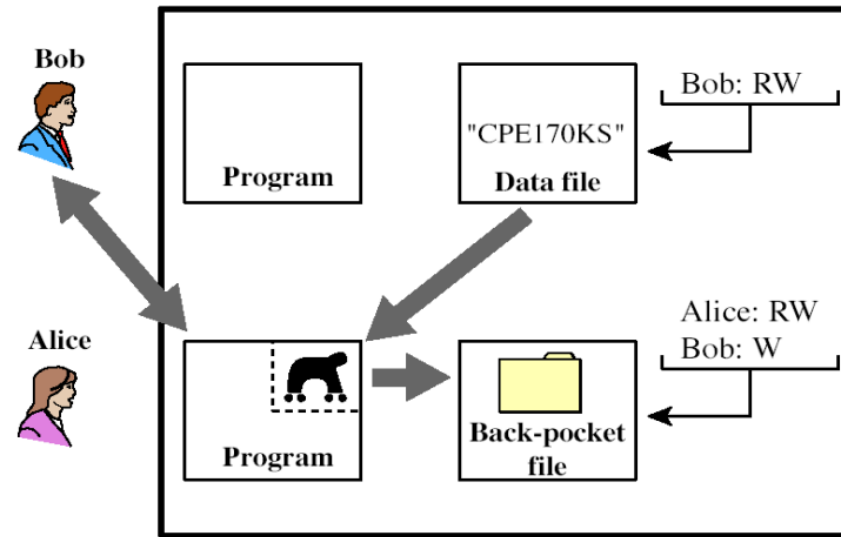 Bob
Bob: RW
"CPE170KS"
Program
Data file
Alice
Alice: RW
Bob: W
Program
Back-pocket
file